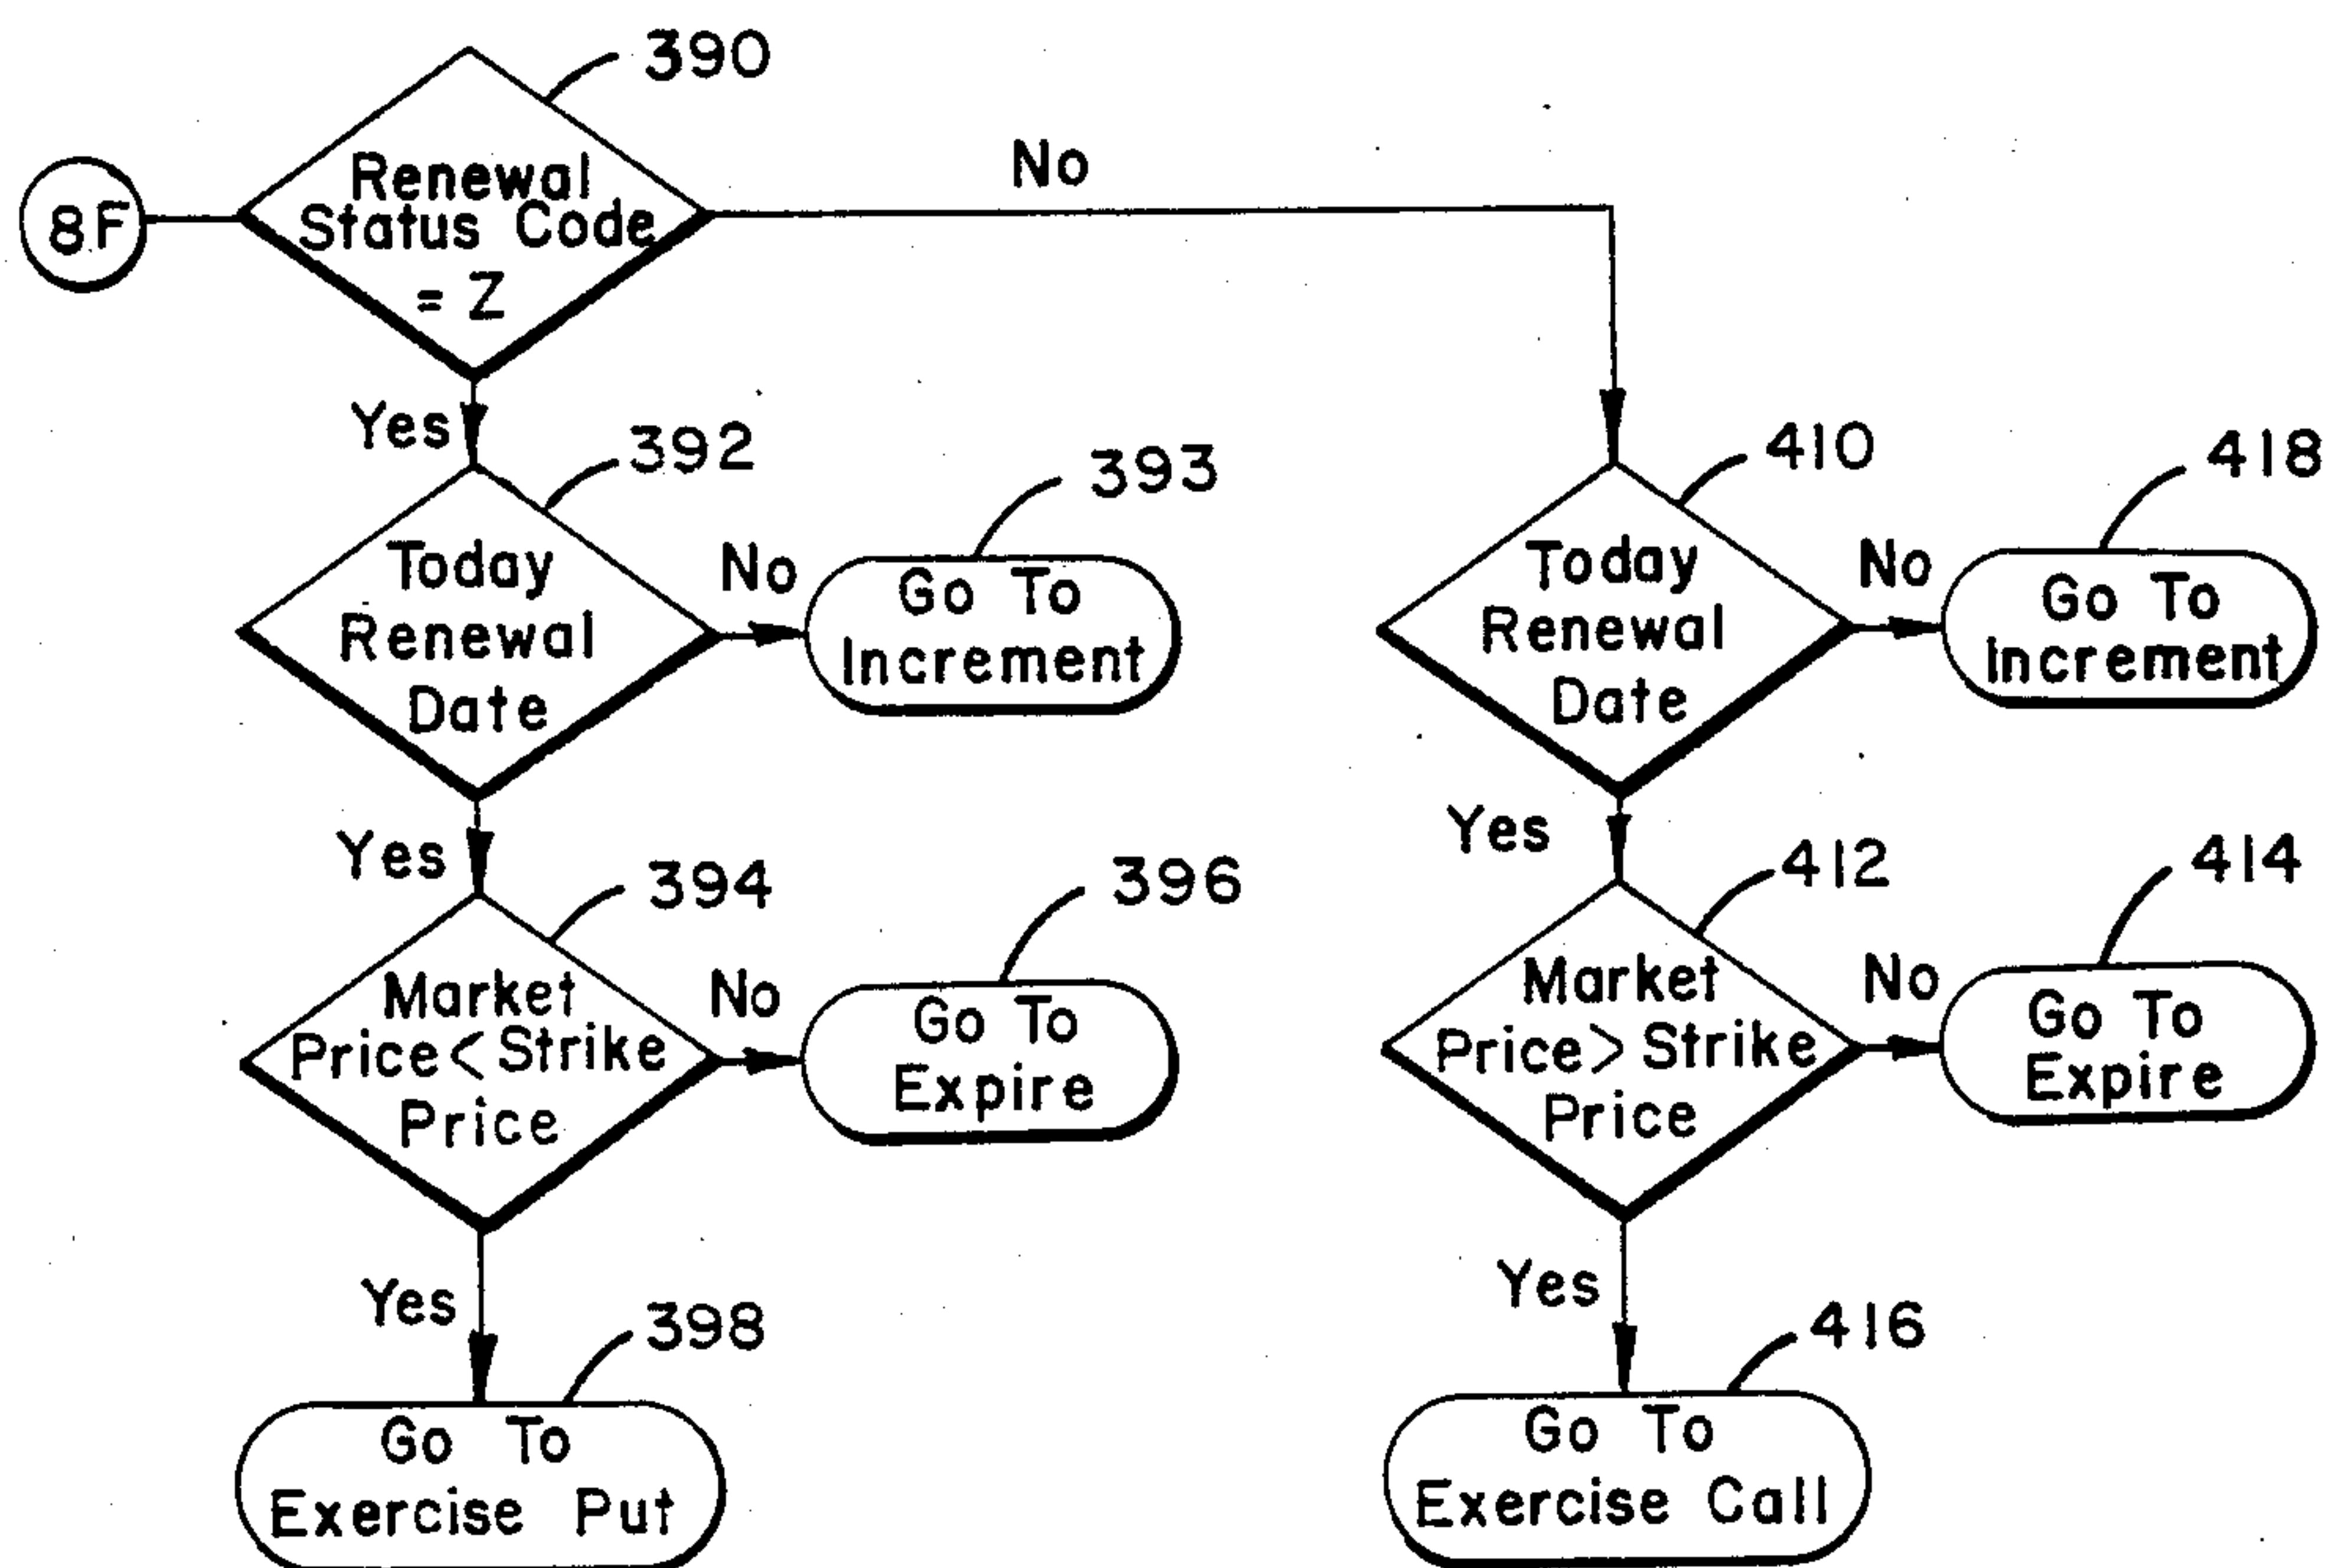 390
8F
Renewal
Status Code
= Z
No
Yes
392
Today
Renewal
Date
No
393
Go To
Increment
Yes
394
Market
Price < Strike
Price
No
396
Go To
Expire
Yes
398
Go To
Exercise Put
410
Today
Renewal
Date
No
418
Go To
Increment
Yes
412
Market
Price > Strike
Price
No
414
Go To
Expire
Yes
416
Go To
Exercise Call